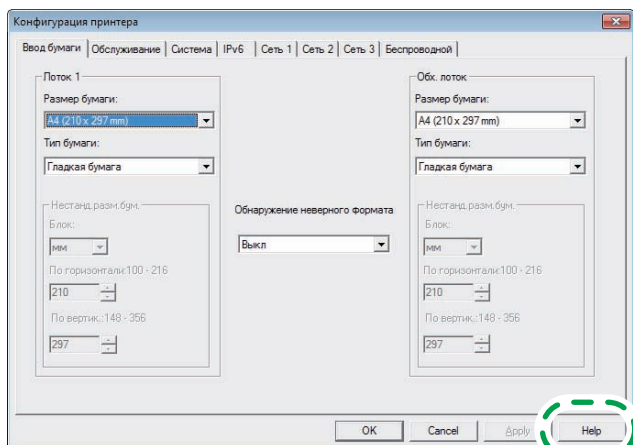 Конфигурация принтера
Ввод бумаги Обслуживание Система IPv6 Сеть 1 Сеть 2 Сеть 3 Беспроводной
Лоток 1
Размер бумаги:
A4 (210 x 297 mm)
Тип бумаги:
Гладкая бумага
Нестанд.разм.бум.
Блок:
мм
По горизонтали:100 - 216
210
По вертик.:148 - 356
297
Обнаружение неверного формата
Выкл
Обх. лоток
Размер бумаги:
A4 (210 x 297 mm)
Тип бумаги:
Гладкая бумага
Нестанд.разм.бум.
Блок:
мм
По горизонтали:100 - 216
210
По вертик.:148 - 356
297
OK Cancel Apply Help